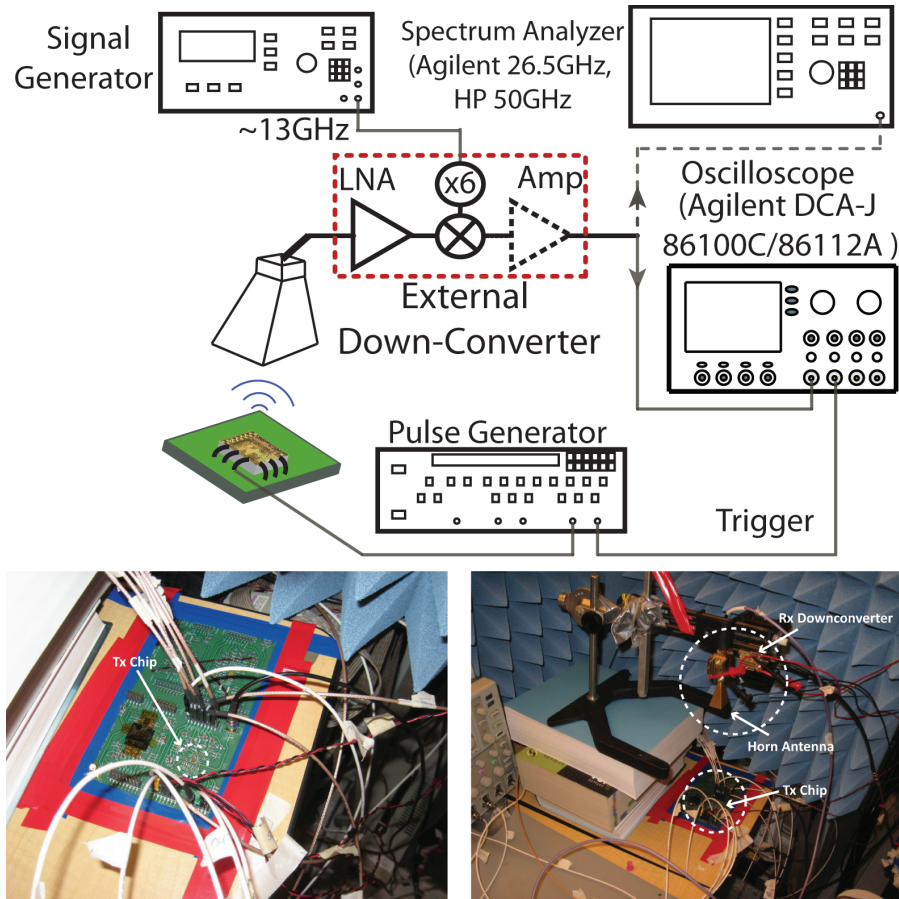 Signal
Generator
Spectrum Analyzer
(Agilent 26.5GHz,
HP 50GHz
~13GHz
LNA
x6
Amp
Oscilloscope
(Agilent DCA-J
86100C/86112A )
External
Down-Converter
Pulse Generator
Trigger
Tx Chip
Rx Downconverter
Horn Antenna
Tx Chip